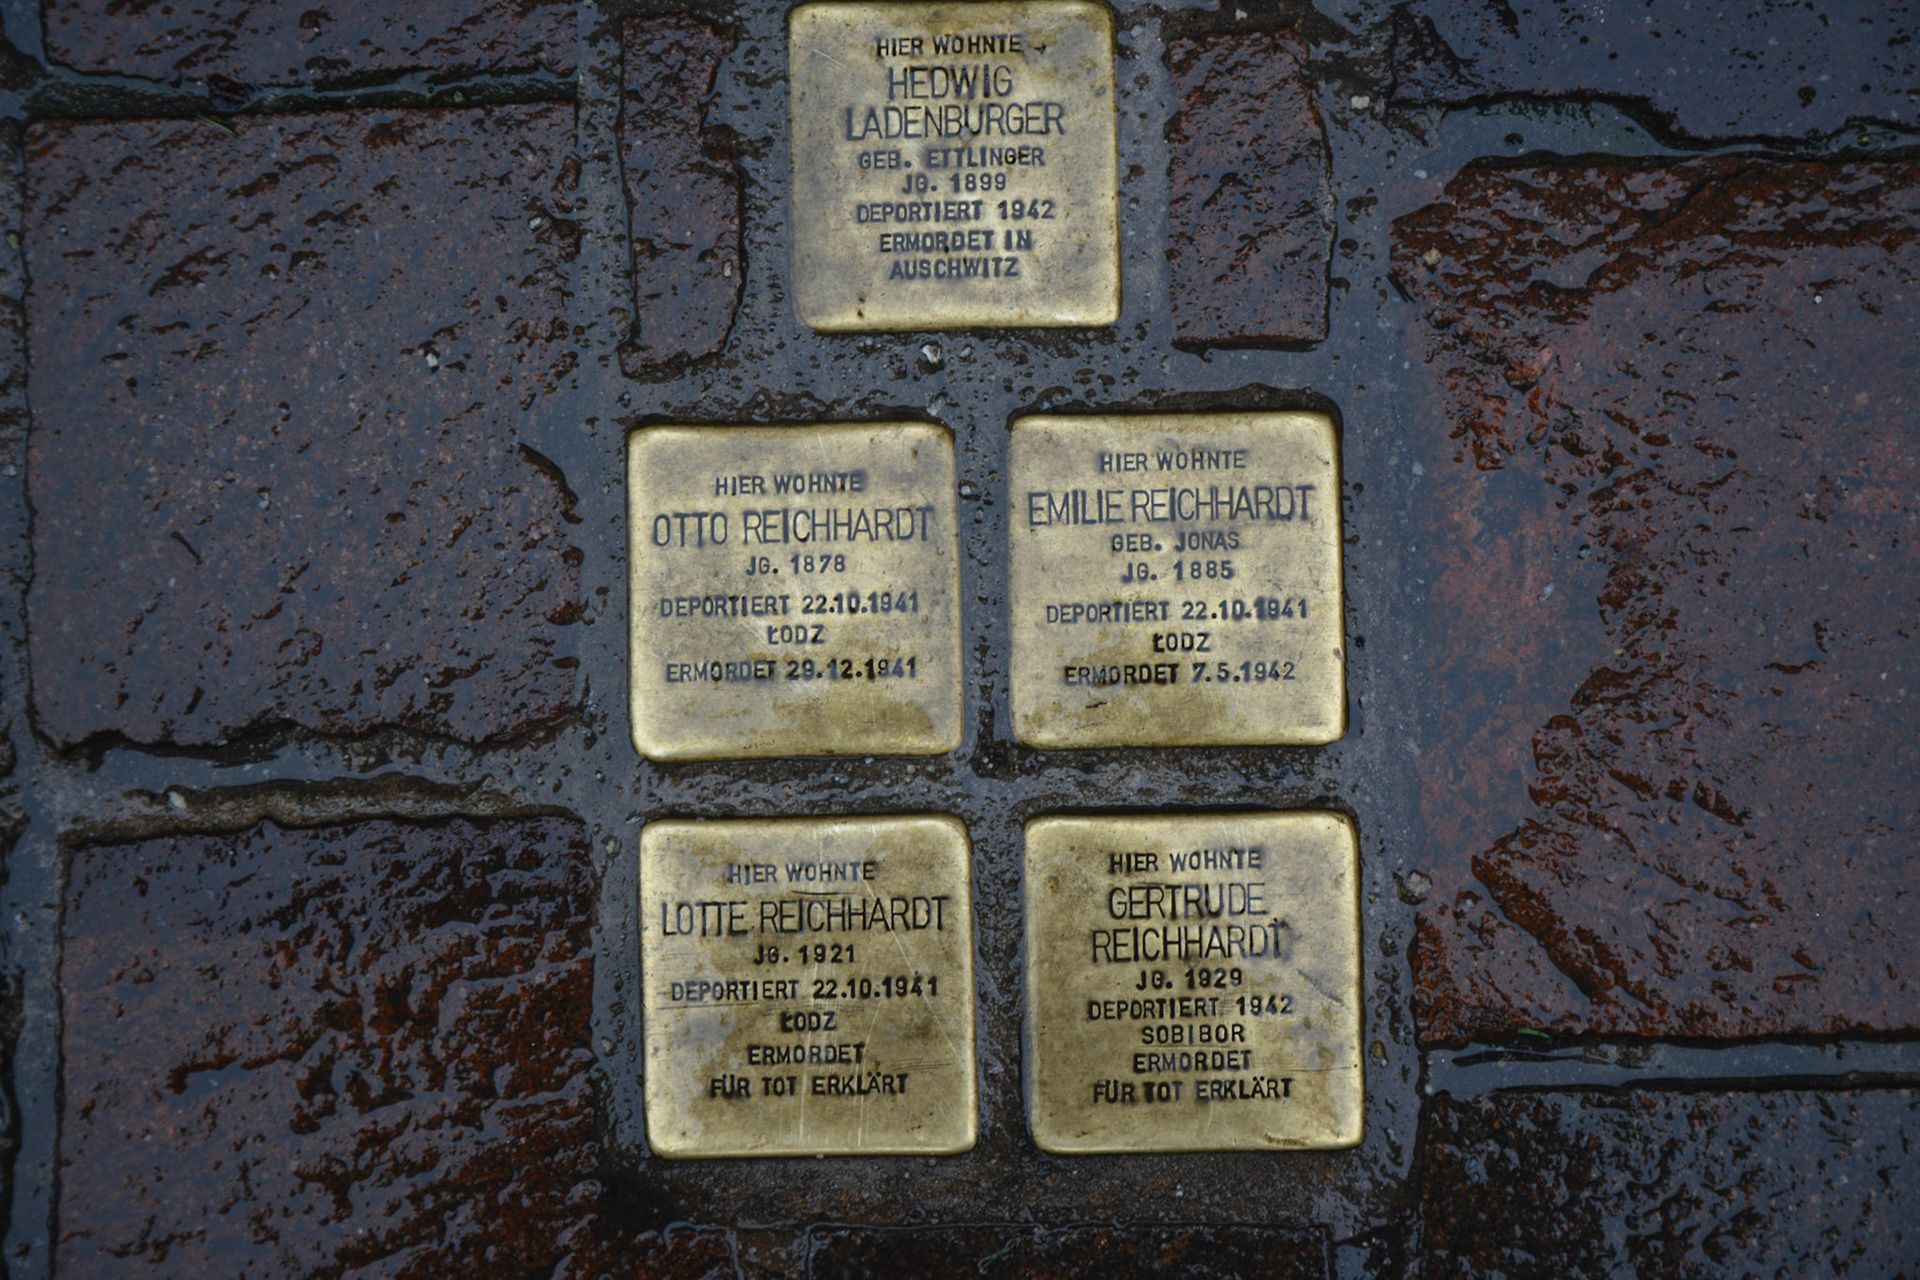 HIER WOHNTE
HEDWIG
LADENBURGER
GEB. ETTLINGER
JG. 1899
DEPORTIERT 1942
ERMORDET IN
AUSCHWITZ
HIER WOHNTE
OTTO REICHHARDT
JG. 1878
DEPORTIERT 22.10.1941
ŁODZ
ERMORDET 29.12.1941
HIER WOHNTE
EMILIE REICHHARDT
GEB. JONAS
JG. 1885
DEPORTIERT 22.10.1941
ŁODZ
ERMORDET 7.5.1942
HIER WOHNTE
LOTTE REICHHARDT
JG. 1921
DEPORTIERT 22.10.1941
ŁODZ
ERMORDET
FÜR TOT ERKLÄRT
HIER WOHNTE
GERTRUDE
REICHHARDT
JG. 1929
DEPORTIERT 1942
SOBIBOR
ERMORDET
FÜR TOT ERKLÄRT